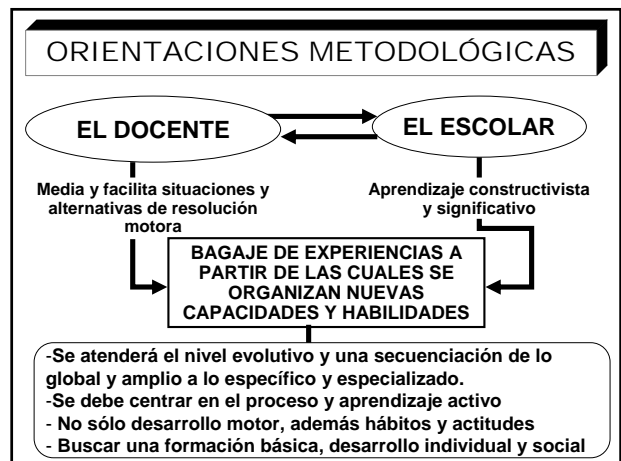 ORIENTACIONES METODOLÓGICAS
EL DOCENTE
EL ESCOLAR
Media y facilita situaciones y
alternativas de resolución
motora
Aprendizaje constructivista
y significativo
BAGAJE DE EXPERIENCIAS A
PARTIR DE LAS CUALES SE
ORGANIZAN NUEVAS
CAPACIDADES Y HABILIDADES
-Se atenderá el nivel evolutivo y una secuenciación de lo
global y amplio a lo específico y especializado.
-Se debe centrar en el proceso y aprendizaje activo
- No sólo desarrollo motor, además hábitos y actitudes
- Buscar una formación básica, desarrollo individual y social